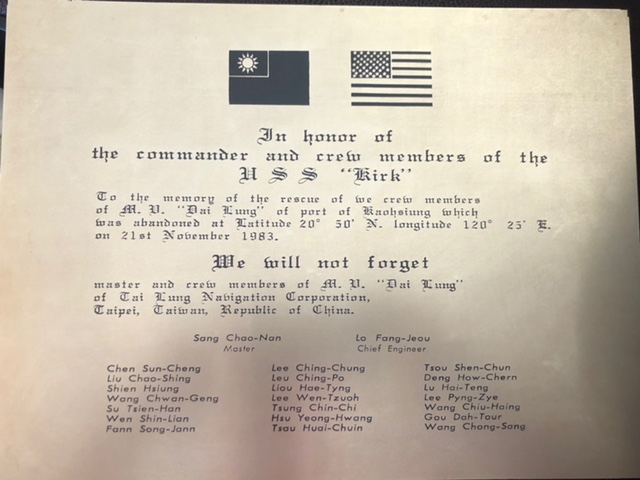 In honor of
the commander and crew members of the
U S S "Kirk"
To the memory of the rescue of we crew members
of M. V. "Dai Lung" of port of Kaohsiung which
was abandoned at Latitude 20° 50' N. longitude 120° 25' E.
on 21st November 1983.
We will not forget
master and crew members of M. V. "Dai Lung"
of Tai Lung Navigation Corporation,
Taipei, Taiwan, Republic of China.
Sang Chao-Nan Lo Fang-Jeou
Master Chief Engineer
Chen Sun-Cheng Lee Ching-Chung Tsou Shen-Chun
Liu Chao-Shing Leu Ching-Po Deng How-Chern
Shien Hsiung Liou Hae-Tyng Lu Hai-Teng
Wang Chwan-Geng Lee Wen-Tzuoh Lee Pyng-Zye
Su Tsien-Han Tsung Chin-Chi Wang Chiu-Haing
Wen Shin-Lian Hsu Yeong-Hwang Gou Dah-Tour
Fann Song-Jann Tsau Huai-Chuin Wang Chong-Sang